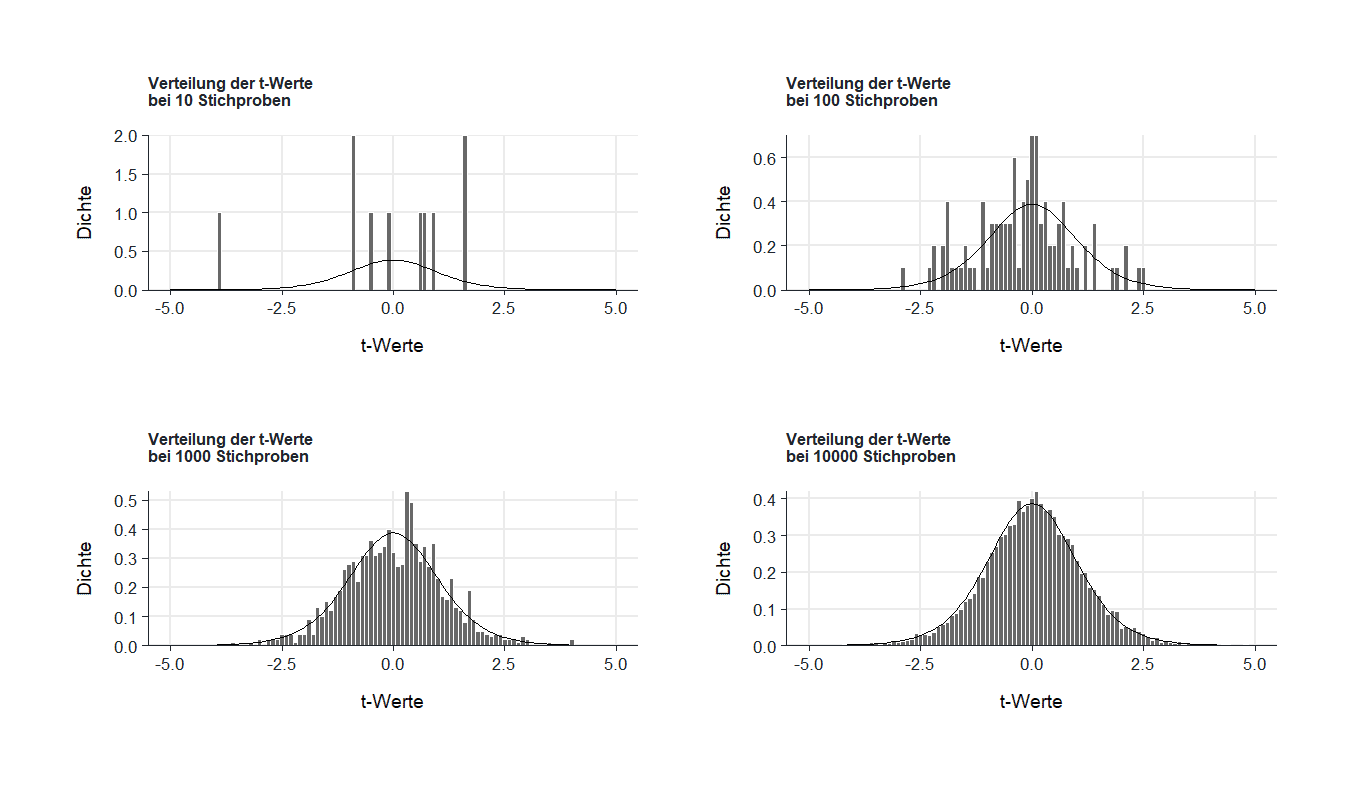 Verteilung der t-Werte
bei 10 Stichproben
2.0
1.5
1.0
0.5
0.0
Dichte
-5.0 -2.5 0.0 2.5 5.0
t-Werte
Verteilung der t-Werte
bei 100 Stichproben
0.6
0.4
0.2
0.0
Dichte
-5.0 -2.5 0.0 2.5 5.0
t-Werte
Verteilung der t-Werte
bei 1000 Stichproben
0.5
0.4
0.3
0.2
0.1
0.0
Dichte
-5.0 -2.5 0.0 2.5 5.0
t-Werte
Verteilung der t-Werte
bei 10000 Stichproben
0.4
0.3
0.2
0.1
0.0
Dichte
-5.0 -2.5 0.0 2.5 5.0
t-Werte